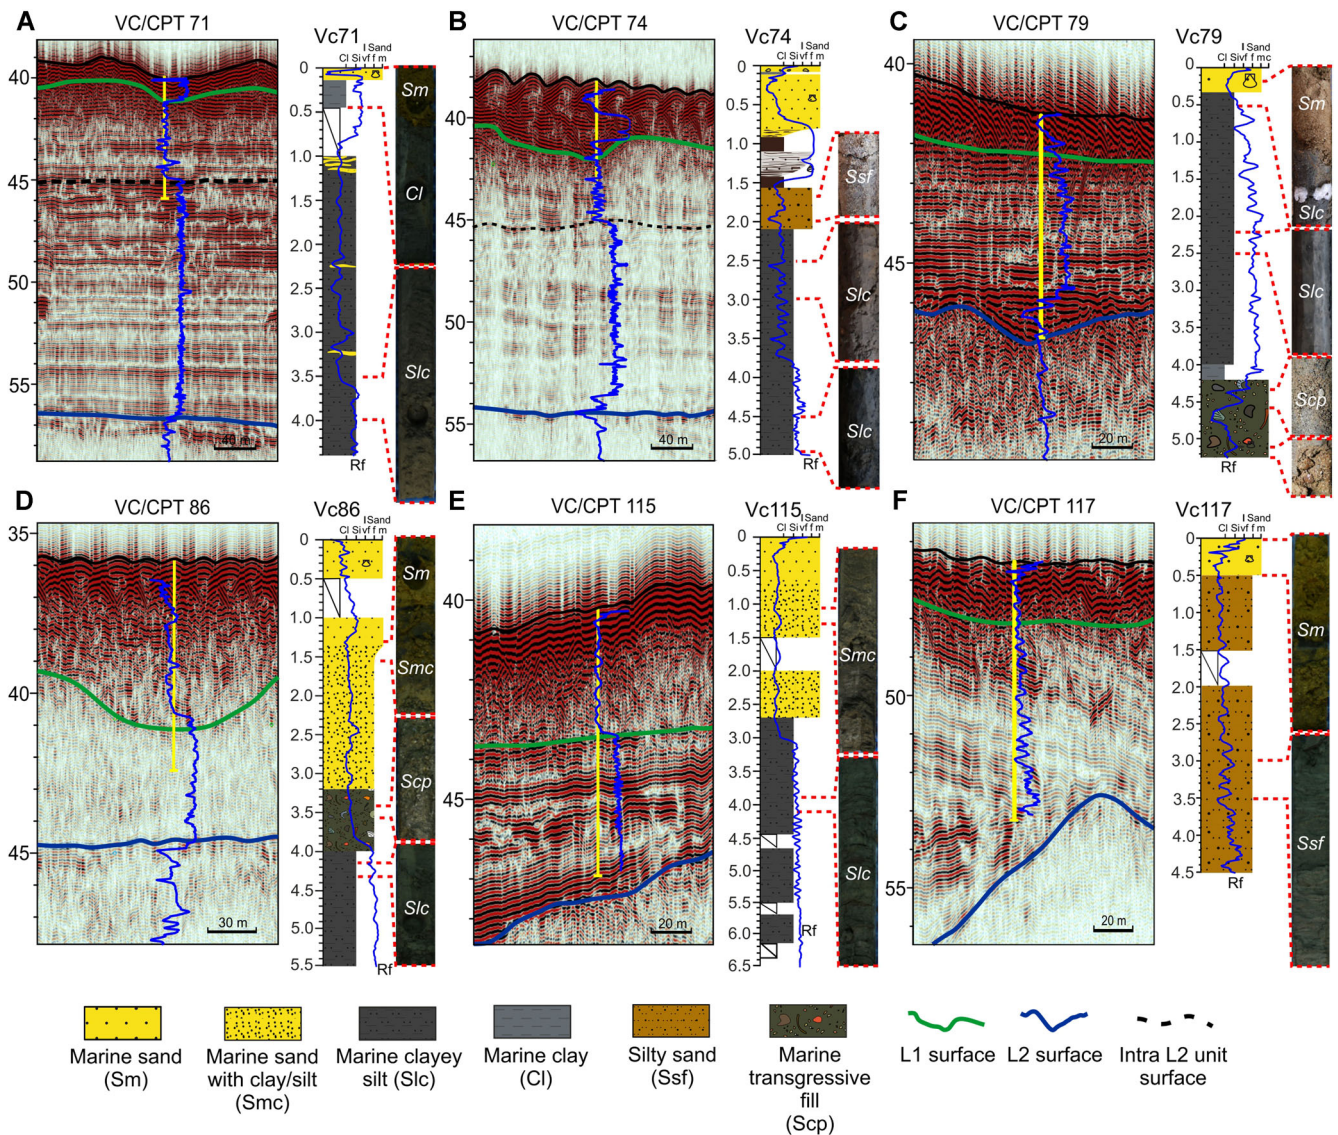 A
VC/CPT 71
40
45
50
55
40 m
Vc71
Sand
Cl Si vf f m
0
0.5
1.0
1.5
2.0
2.5
3.0
3.5
4.0
Rf
Sm
Cl
Slc
B
VC/CPT 74
40
45
50
55
40 m
Vc74
Sand
Cl Si vf f m
0
0.5
1.0
1.5
2.0
2.5
3.0
3.5
4.0
4.5
5.0
Rf
Ssf
Slc
Slc
C
VC/CPT 79
40
45
20 m
Vc79
Sand
Cl Si vf f mc
0
0.5
1.0
1.5
2.0
2.5
3.0
3.5
4.0
4.5
5.0
Rf
Sm
Slc
Slc
Scp
D
VC/CPT 86
35
40
45
30 m
Vc86
Sand
Cl Si vf f m
0
0.5
1.0
1.5
2.0
2.5
3.0
3.5
4.0
4.5
5.0
5.5
Rf
Sm
Smc
Scp
Slc
E
VC/CPT 115
40
45
20 m
Vc115
Sand
Cl Si vf f m
0
0.5
1.0
1.5
2.0
2.5
3.0
3.5
4.0
4.5
5.0
5.5
6.0
6.5
Rf
Smc
Slc
F
VC/CPT 117
50
55
20 m
Vc117
Sand
Cl Si vf f m
0
0.5
1.0
1.5
2.0
2.5
3.0
3.5
4.0
4.5
Rf
Sm
Ssf
Marine sand
(Sm)
Marine sand
with clay/silt
(Smc)
Marine clayey
silt (Slc)
Marine clay
(Cl)
Silty sand
(Ssf)
Marine
transgressive
fill
(Scp)
L1 surface
L2 surface
Intra L2 unit
surface